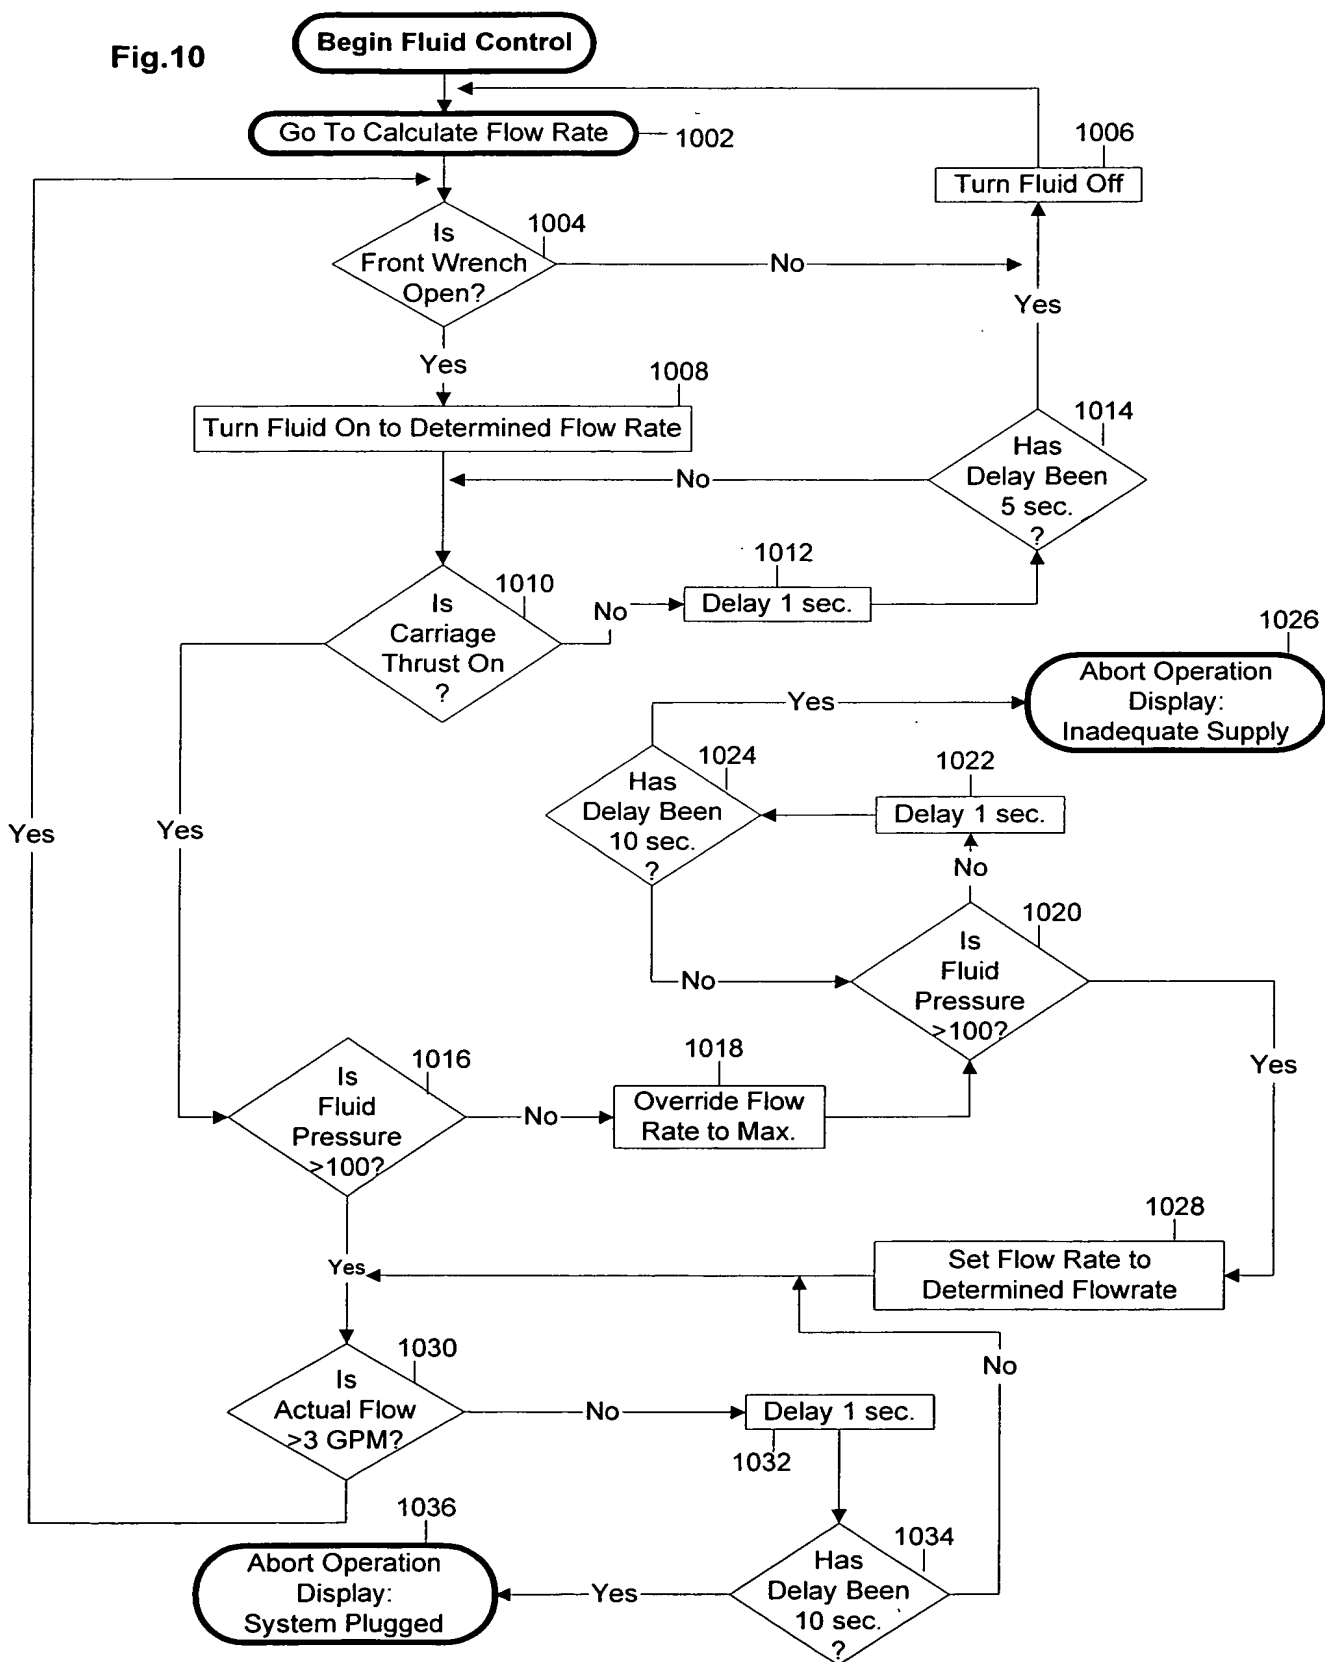 Fig.10
Begin Fluid Control
Go To Calculate Flow Rate
1002
1006
Turn Fluid Off
Is
Front Wrench
Open?
1004
No
Yes
Yes
1008
Turn Fluid On to Determined Flow Rate
1014
Has
Delay Been
5 sec.
?
No
1012
Delay 1 sec.
1010
Is
Carriage
Thrust On
?
No
1026
Abort Operation
Display:
Inadequate Supply
Yes
1024
Has
Delay Been
10 sec.
?
1022
Delay 1 sec.
Yes
Yes
No
1020
Is
Fluid
Pressure
>100?
No
Yes
1016
Is
Fluid
Pressure
>100?
No
1018
Override Flow
Rate to Max.
1028
Set Flow Rate to
Determined Flowrate
Yes
1030
Is
Actual Flow
>3 GPM?
No
Delay 1 sec.
1032
No
1036
Abort Operation
Display:
System Plugged
Yes
1034
Has
Delay Been
10 sec.
?